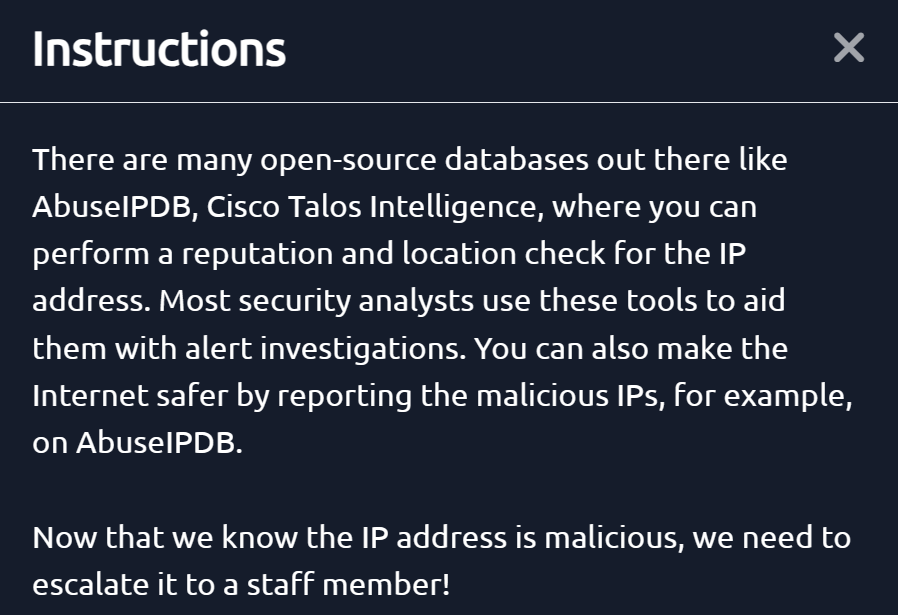 Instructions
There are many open-source databases out there like
AbuseIPDB, Cisco Talos Intelligence, where you can
perform a reputation and location check for the IP
address. Most security analysts use these tools to aid
them with alert investigations. You can also make the
Internet safer by reporting the malicious IPs, for example,
on AbuseIPDB.
Now that we know the IP address is malicious, we need to
escalate it to a staff member!